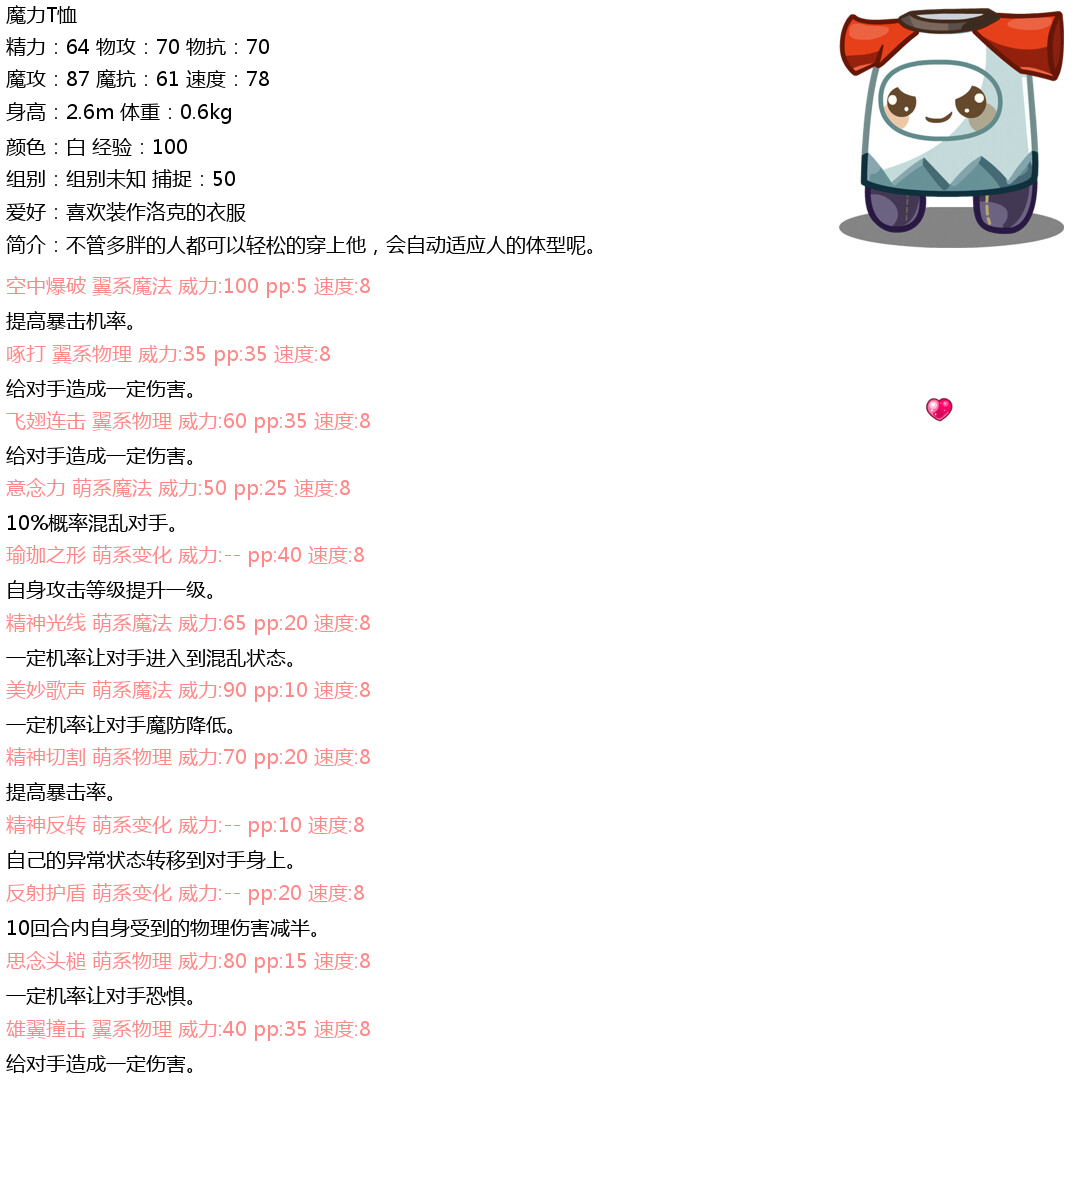 魔力T恤
精力：64 物攻：70 物抗：70
魔攻：87 魔抗：61 速度：78
身高：2.6m 体重：0.6kg
颜色：白 经验：100
组别：组别未知 捕捉：50
爱好：喜欢装作洛克的衣服
简介：不管多胖的人都可以轻松的穿上他，会自动适应人的体型呢。
空中爆破 翼系魔法 威力:100 pp:5 速度:8
提高暴击机率。
啄打 翼系物理 威力:35 pp:35 速度:8
给对手造成一定伤害。
飞翅连击 翼系物理 威力:60 pp:35 速度:8
给对手造成一定伤害。
意念力 萌系魔法 威力:50 pp:25 速度:8
10%概率混乱对手。
瑜珈之形 萌系变化 威力:-- pp:40 速度:8
自身攻击等级提升一级。
精神光线 萌系魔法 威力:65 pp:20 速度:8
一定机率让对手进入到混乱状态。
美妙歌声 萌系魔法 威力:90 pp:10 速度:8
一定机率让对手魔防降低。
精神切割 萌系物理 威力:70 pp:20 速度:8
提高暴击率。
精神反转 萌系变化 威力:-- pp:10 速度:8
自己的异常状态转移到对手身上。
反射护盾 萌系变化 威力:-- pp:20 速度:8
10回合内自身受到的物理伤害减半。
思念头槌 萌系物理 威力:80 pp:15 速度:8
一定机率让对手恐惧。
雄翼撞击 翼系物理 威力:40 pp:35 速度:8
给对手造成一定伤害。